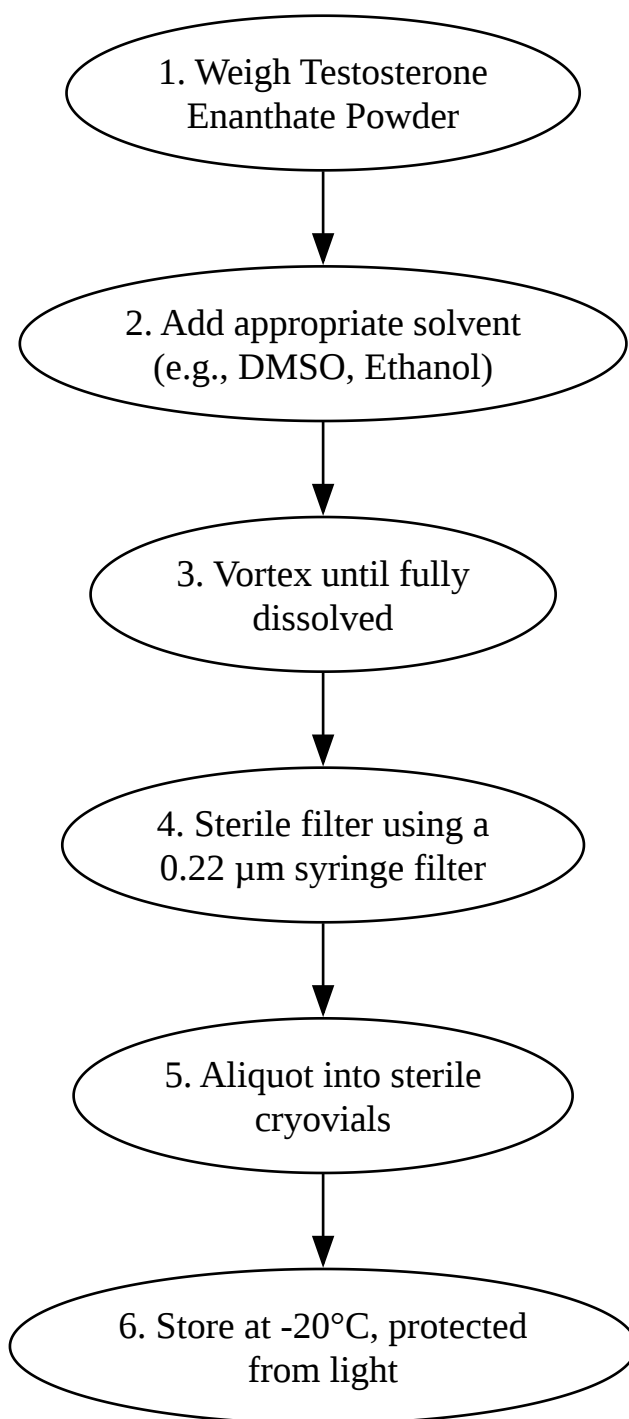 1. Weigh Testosterone
Enanthate Powder
2. Add appropriate solvent
(e.g., DMSO, Ethanol)
3. Vortex until fully
dissolved
4. Sterile filter using a
0.22 µm syringe filter
5. Aliquot into sterile
cryovials
6. Store at -20°C, protected
from light